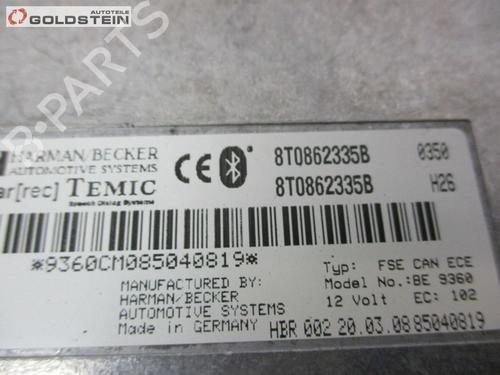 AUTOTEILE
GOLDSTEIN
HARMAN/BECKER
AUTOMOTIVE SYSTEMS
ar[rec] TEMIC
Speech Dialog Systems
CE
8T0862335B 0350
8T0862335B H26
*9360CM085040819*
MANUFACTURED BY:
HARMAN/BECKER
AUTOMOTIVE SYSTEMS
Made in GERMANY
Typ: FSE CAN ECE
Model No.:BE 9360
12 Volt EC: 102
HBR 002 20.03.08 85040819